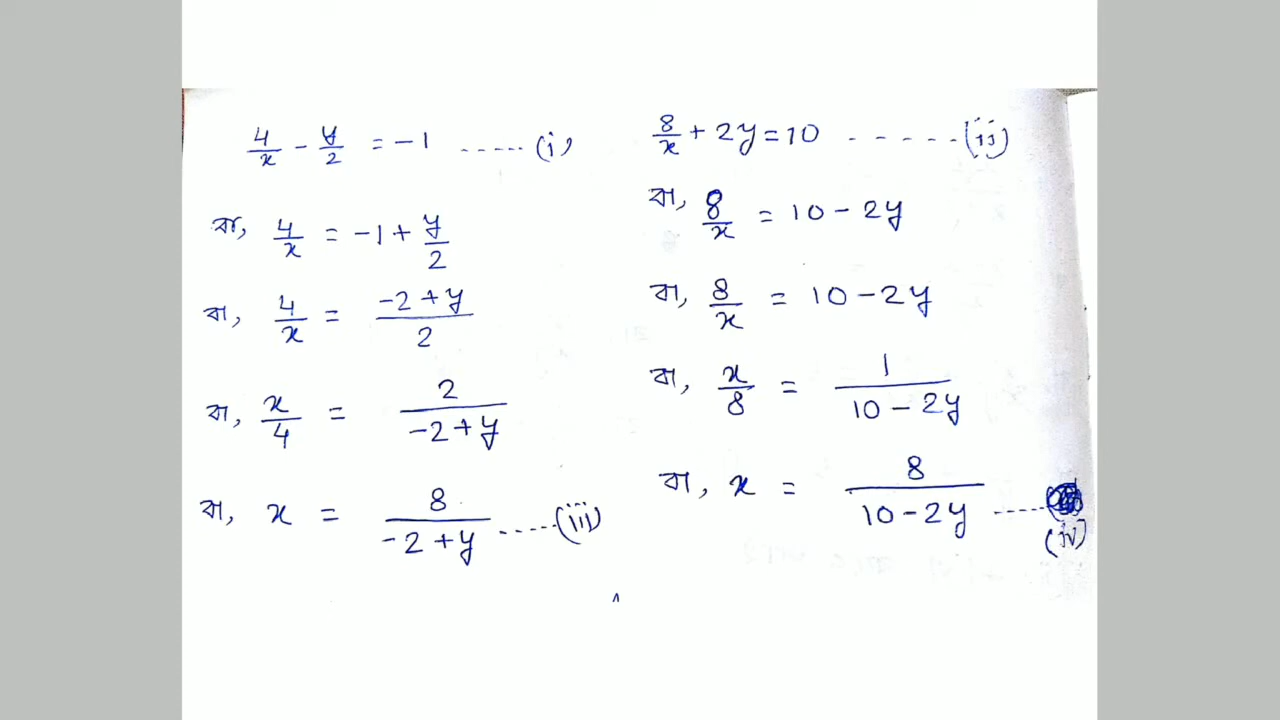 4/x - y/2 = -1 ...... (i)
বা, 4/x = -1 + y/2
বা, 4/x = (-2 + y)/2
বা, x/4 = 2/(-2 + y)
বা, x = 8/(-2 + y) ...... (iii)
8/x + 2y = 10 ------ (ii)
বা, 8/x = 10 - 2y
বা, 8/x = 10 - 2y
বা, x/8 = 1/(10 - 2y)
বা, x = 8/(10 - 2y) ..... (iv)